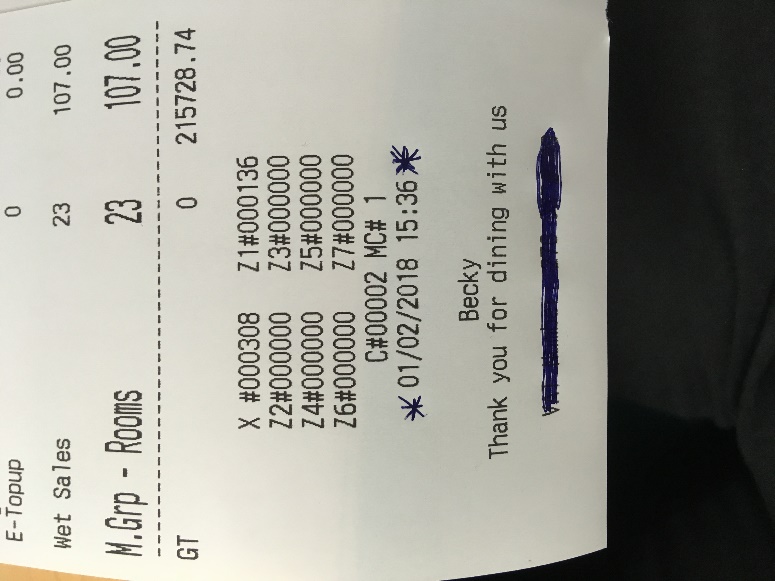 E-Topup 0 0.00
Wet Sales 23 107.00
M.Grp - Rooms 23 107.00
GT 0 215728.74
X #000308 Z1#000136
Z2#000000 Z3#000000
Z4#000000 Z5#000000
Z6#000000 Z7#000000
C#00002 MC# 1
* 01/02/2018 15:36 *
Becky
Thank you for dining with us